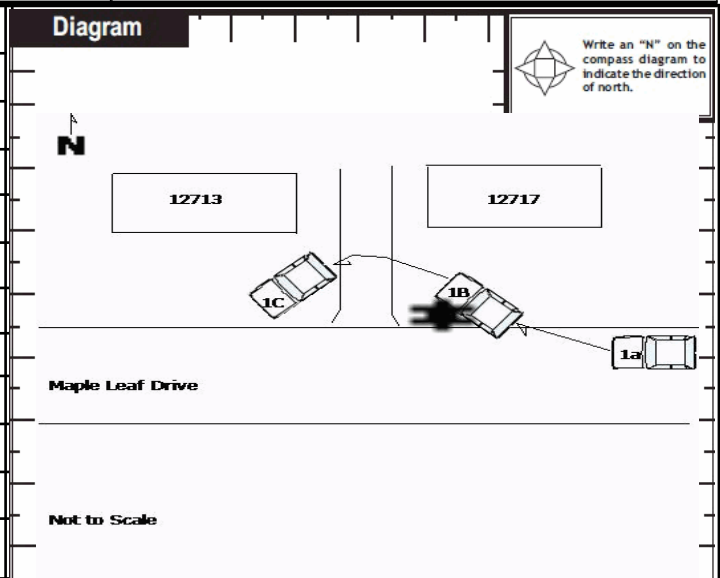 Diagram
Write an “N” on the
compass diagram to
indicate the direction
of north.
N
12713
12717
1C
1B
1a
Maple Leaf Drive
Not to Scale